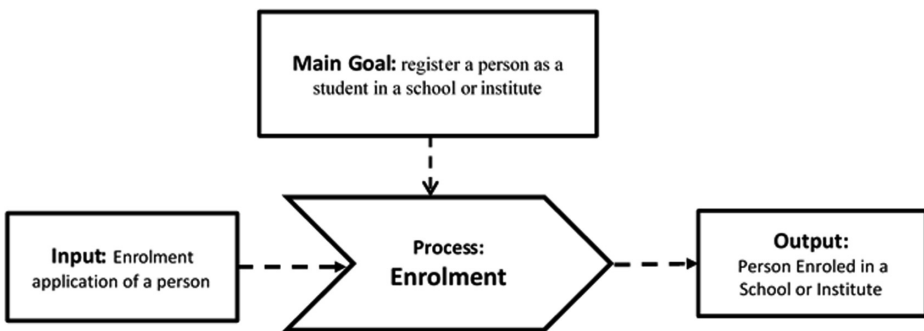 Main Goal: register a person as a
student in a school or institute
Input: Enrolment
application of a person
Process:
Enrolment
Output:
Person Enroled in a
School or Institute